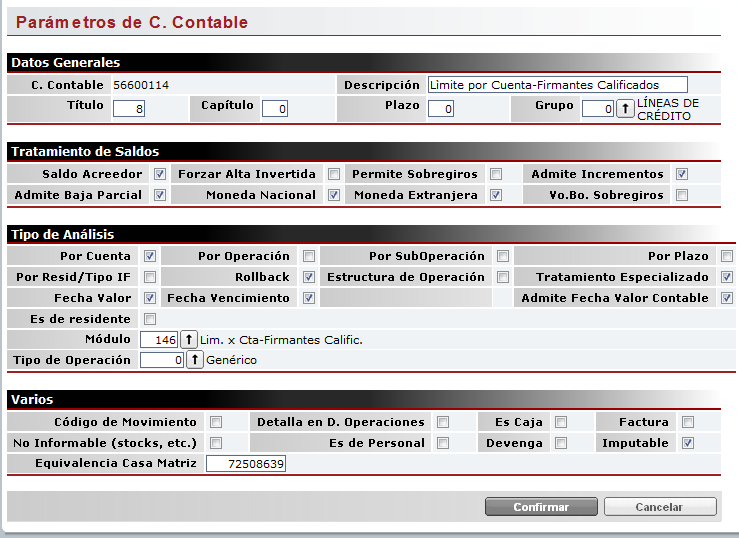 Parámetros de C. Contable
Datos Generales
C. Contable 56600114 Descripción Límite por Cuenta-Firmantes Calificados
Título 8 Capítulo 0 Plazo 0 Grupo 0 LÍNEAS DE CRÉDITO
Tratamiento de Saldos
Saldo Acreedor Forzar Alta Invertida Permite Sobregiros Admite Incrementos
Admite Baja Parcial Moneda Nacional Moneda Extranjera Vo.Bo. Sobregiros
Tipo de Análisis
Por Cuenta Por Operación Por SubOperación Por Plazo
Por Resid/Tipo IF Rollback Estructura de Operación Tratamiento Especializado
Fecha Valor Fecha Vencimiento Admite Fecha Valor Contable
Es de residente
Módulo 146 Lim. x Cta-Firmantes Calific.
Tipo de Operación 0 Genérico
Varios
Código de Movimiento Detalla en D. Operaciones Es Caja Factura
No Informable (stocks, etc.) Es de Personal Devenga Imputable
Equivalencia Casa Matriz 72508639
Confirmar Cancelar